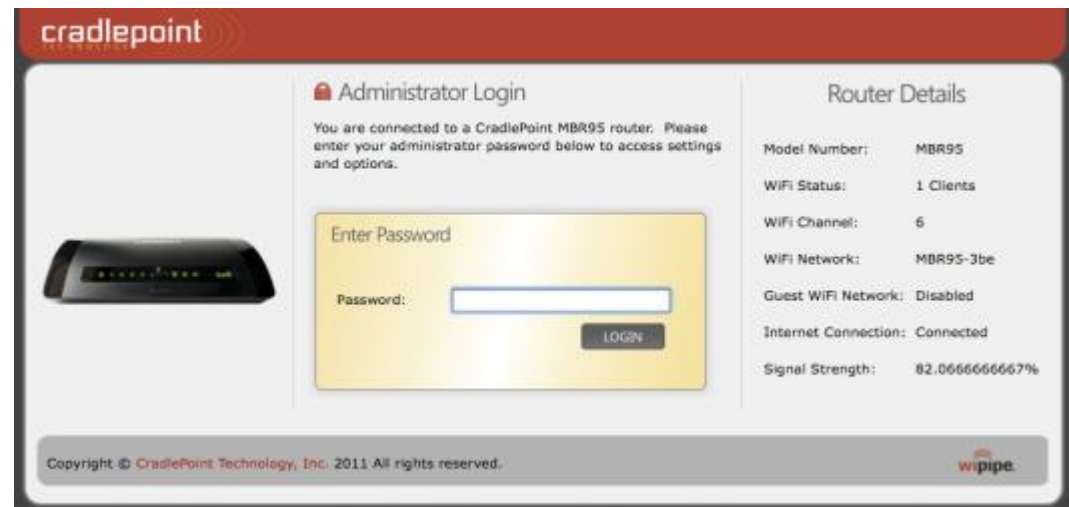 cradlepoint
TECHNOLOGY
Administrator Login
You are connected to a CradlePoint MBR95 router. Please
enter your administrator password below to access settings
and options.
Enter Password
Password:
LOGIN
Router Details
Model Number: MBR95
WiFi Status: 1 Clients
WiFi Channel: 6
WiFi Network: MBR95-3be
Guest WiFi Network: Disabled
Internet Connection: Connected
Signal Strength: 82.0666666667%
Copyright © CradlePoint Technology, Inc. 2011 All rights reserved.
wipipe